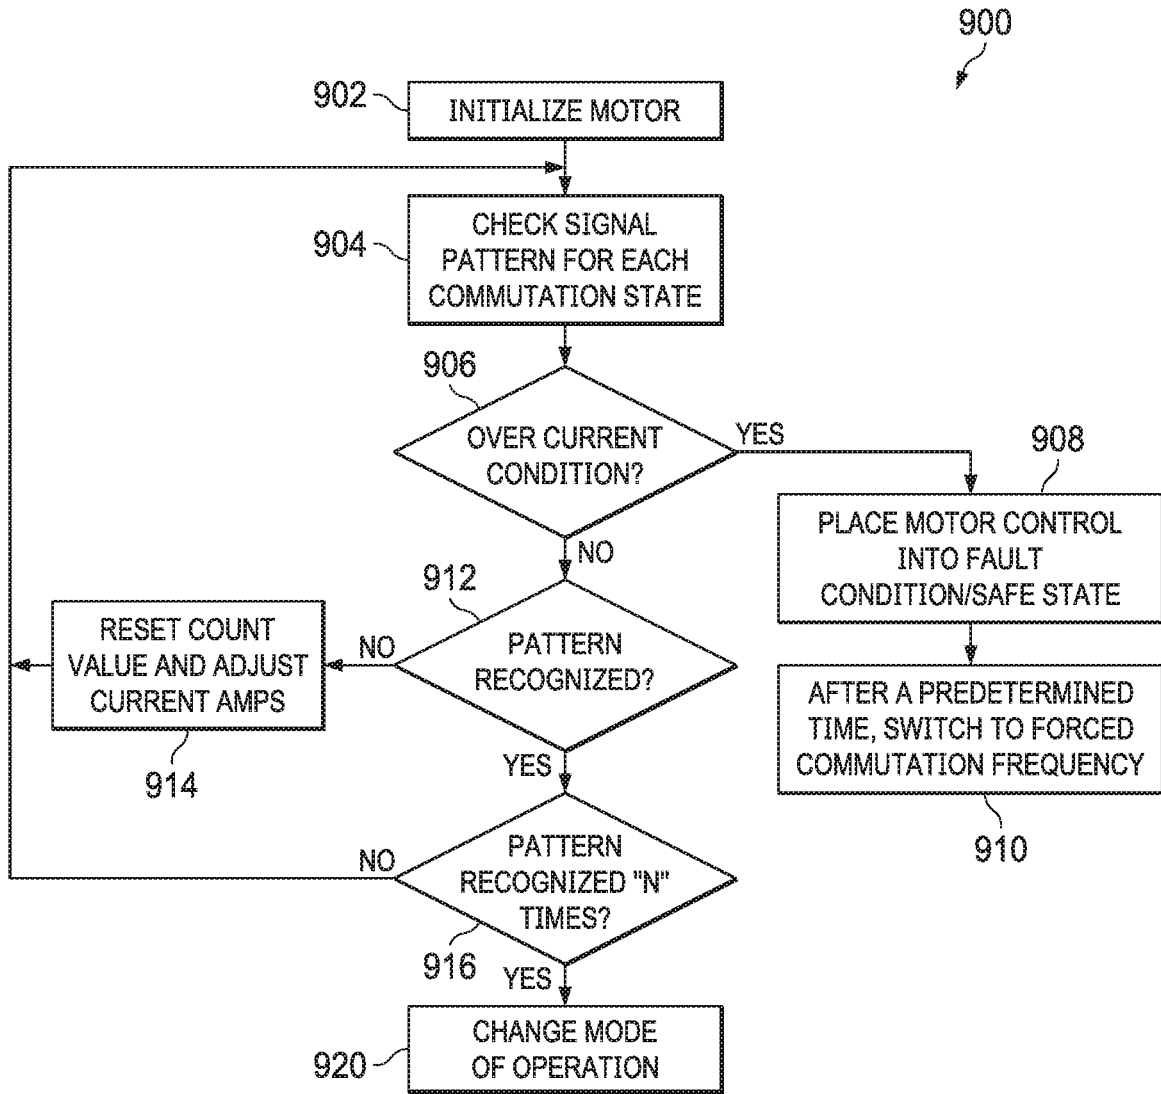 900
902
INITIALIZE MOTOR
904
CHECK SIGNAL
PATTERN FOR EACH
COMMUTATION STATE
906
OVER CURRENT
CONDITION?
YES
908
PLACE MOTOR CONTROL
INTO FAULT
CONDITION/SAFE STATE
NO
912
PATTERN
RECOGNIZED?
NO
RESET COUNT
VALUE AND ADJUST
CURRENT AMPS
914
AFTER A PREDETERMINED
TIME, SWITCH TO FORCED
COMMUTATION FREQUENCY
910
YES
PATTERN
RECOGNIZED "N"
TIMES?
NO
916
YES
CHANGE MODE
OF OPERATION
920